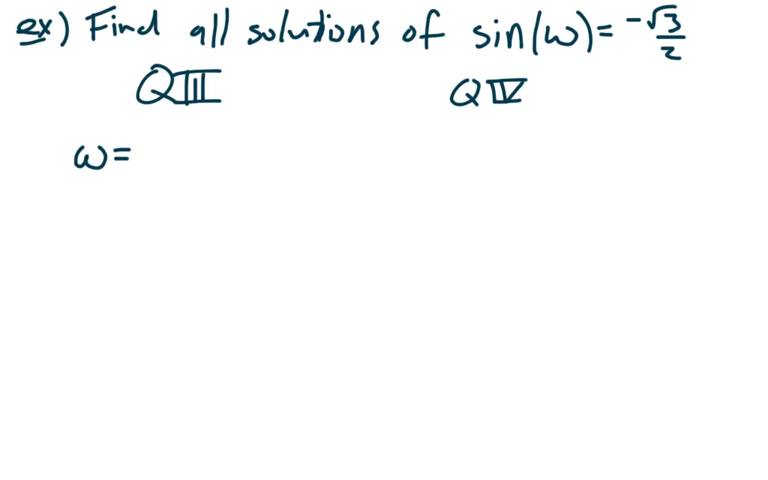 ex) Find all solutions of sin(ω)= -√3/2
QIII QIV
ω=